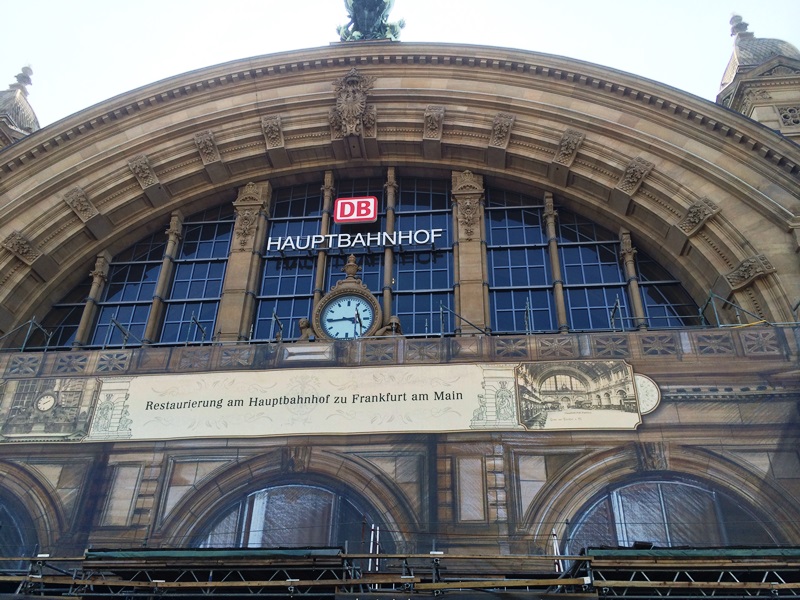 DB
HAUPTBAHNHOF
Restaurierung am Hauptbahnhof zu Frankfurt am Main